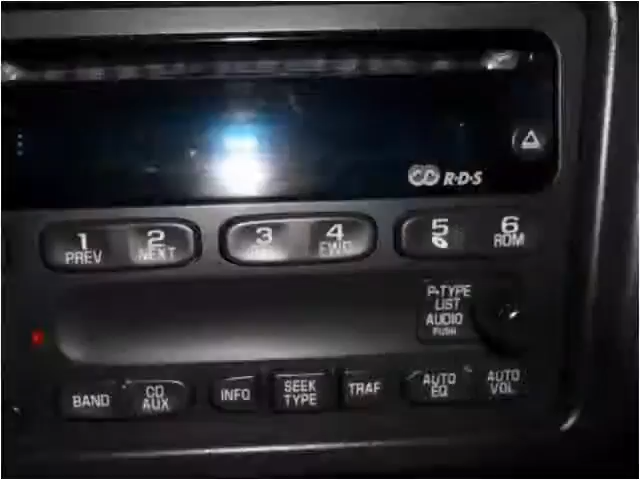 R·D·S
1 2 3 4 5 6
PREV NEXT FWD RDM
P-TYPE
LIST
AUDIO
PUSH
BAND CD AUX INFO SEEK TYPE TRAF AUTO EQ AUTO VOL